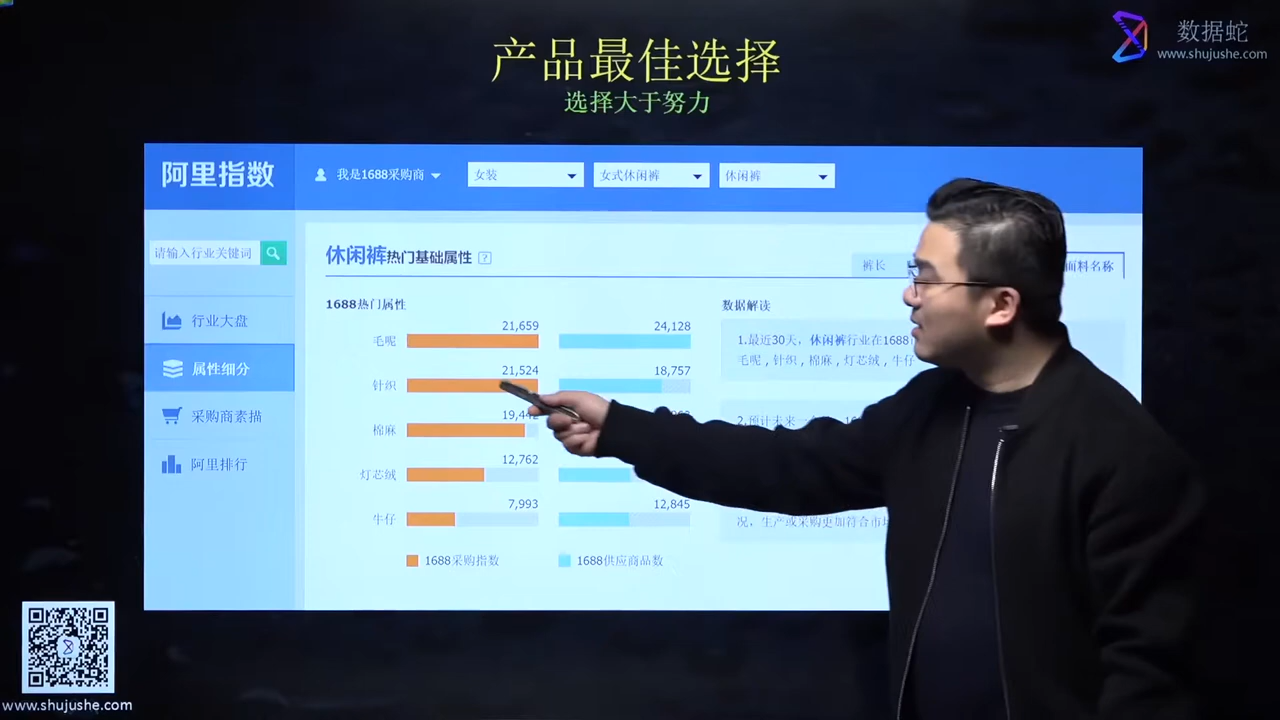 产品最佳选择
选择大于努力
数据蛇
www.shujushe.com
阿里指数
我是1688采购商
女装
女式休闲裤
休闲裤
请输入行业关键词
行业大盘
属性细分
采购商素描
阿里排行
休闲裤热门基础属性 ?
裤长
面料名称
1688热门属性
毛呢 21,659 24,128
针织 21,524 18,757
棉麻 19,442
灯芯绒 12,762
牛仔 7,993 12,845
1688采购指数
1688供应商品数
数据解读
1.最近30天，休闲裤行业在1688
毛呢，针织，棉麻，灯芯绒，牛仔
2.预计未来一
况，生产或采购更加符合市场
www.shujushe.com